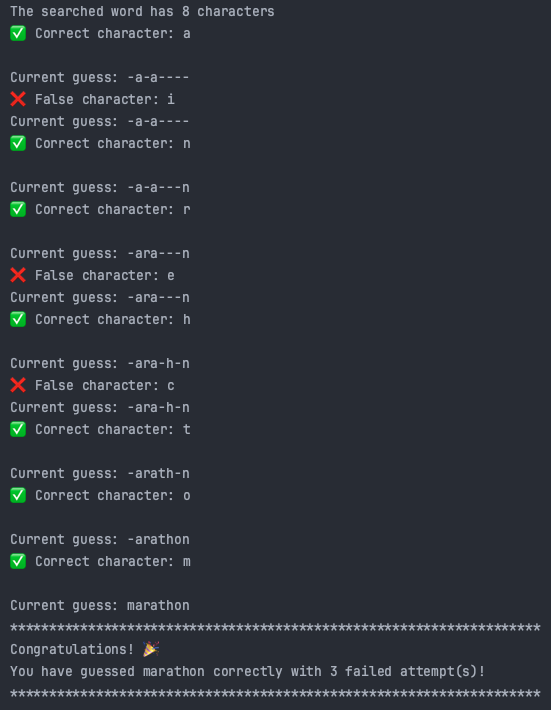 The searched word has 8 characters
✅ Correct character: a
Current guess: -a-a----
❌ False character: i
Current guess: -a-a----
✅ Correct character: n
Current guess: -a-a---n
✅ Correct character: r
Current guess: -ara---n
❌ False character: e
Current guess: -ara---n
✅ Correct character: h
Current guess: -ara-h-n
❌ False character: c
Current guess: -ara-h-n
✅ Correct character: t
Current guess: -arath-n
✅ Correct character: o
Current guess: -arathon
✅ Correct character: m
Current guess: marathon
********************************************************************
Congratulations! 🎉
You have guessed marathon correctly with 3 failed attempt(s)!
********************************************************************